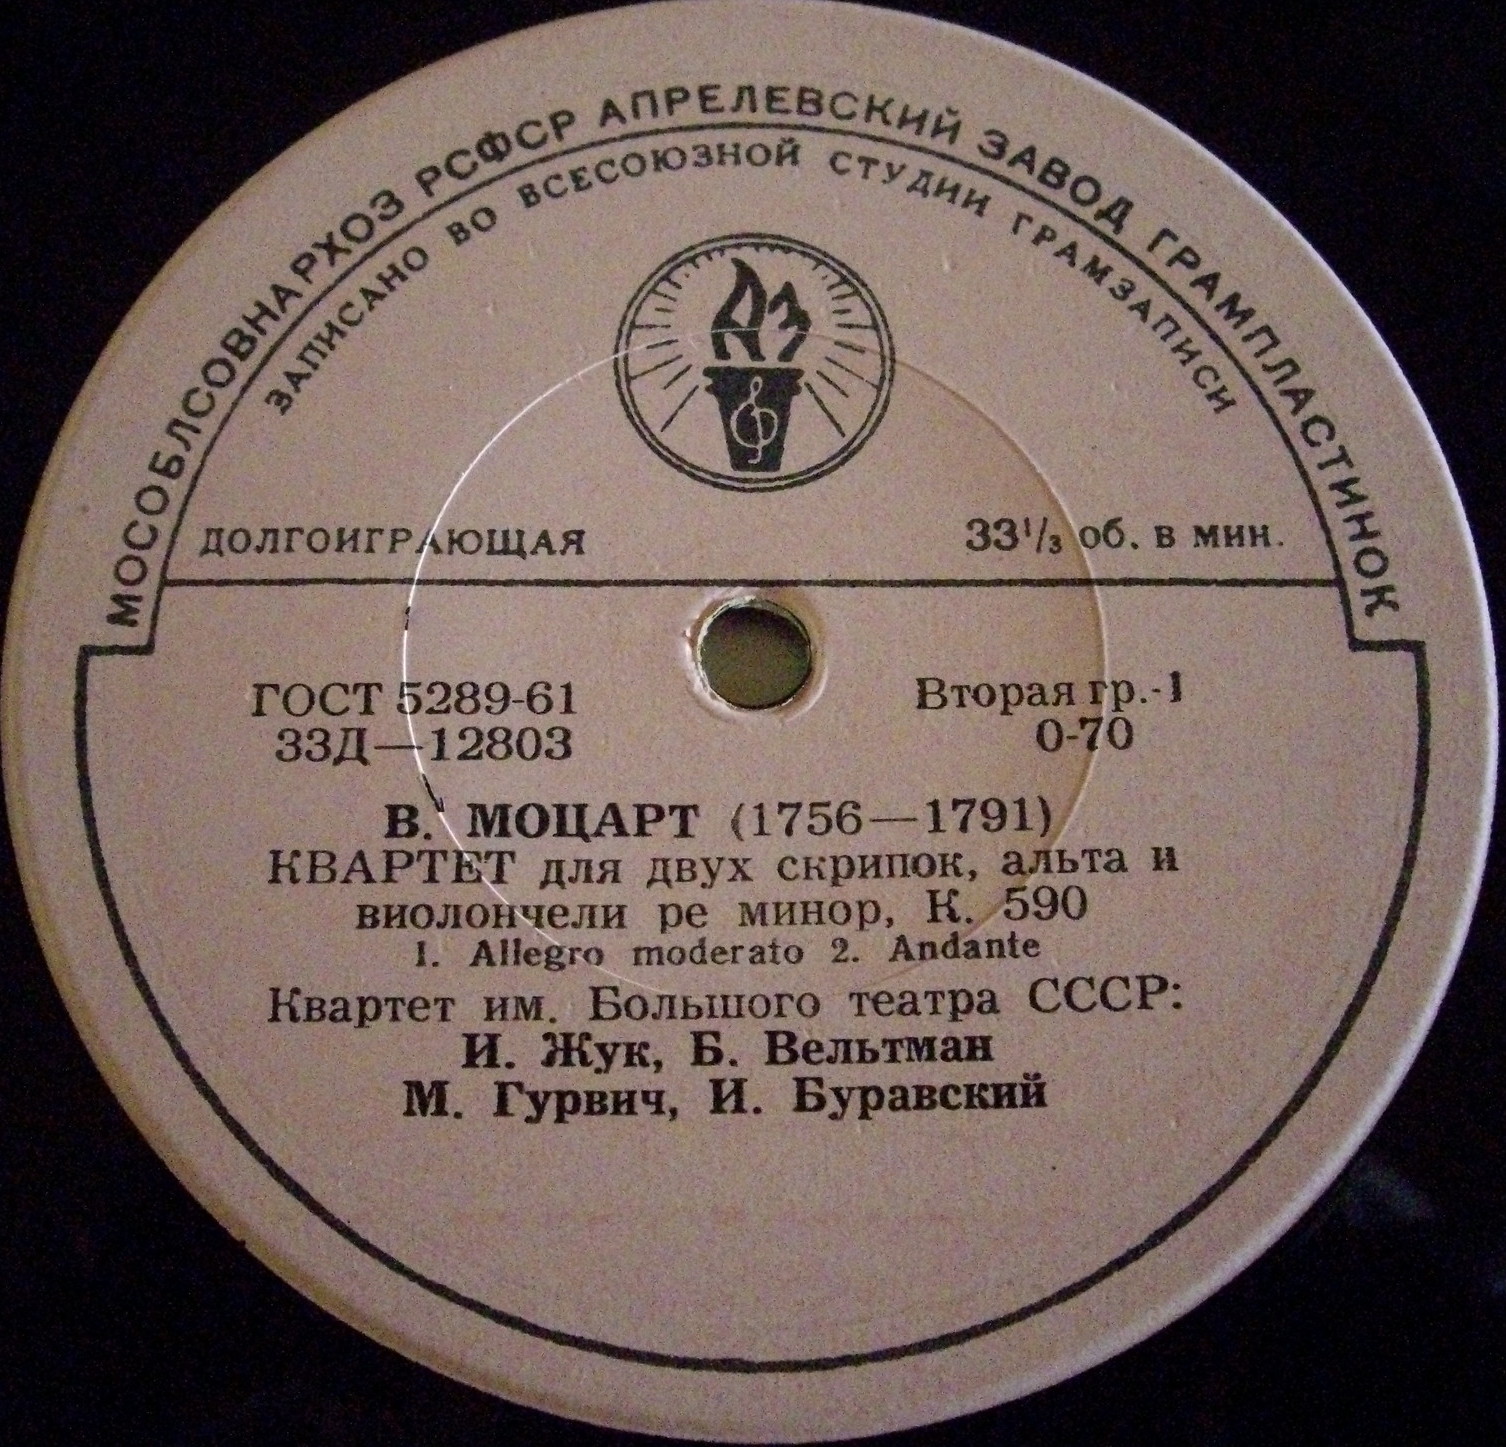 МОСОБЛСОВНАРХОЗ РСФСР АПРЕЛЕВСКИЙ ЗАВОД ГРАМПЛАСТИНОК
ЗАПИСАНО ВО ВСЕСОЮЗНОЙ СТУДИИ ГРАМЗАПИСИ
АЗ
ДОЛГОИГРАЮЩАЯ 33⅓ об. в мин.
ГОСТ 5289-61 Вторая гр.-1
33Д—12803 0-70
В. МОЦАРТ (1756—1791)
КВАРТЕТ для двух скрипок, альта и
виолончели ре минор, К. 590
1. Allegro moderato 2. Andante
Квартет им. Большого театра СССР:
И. Жук, Б. Вельтман
М. Гурвич, И. Буравский